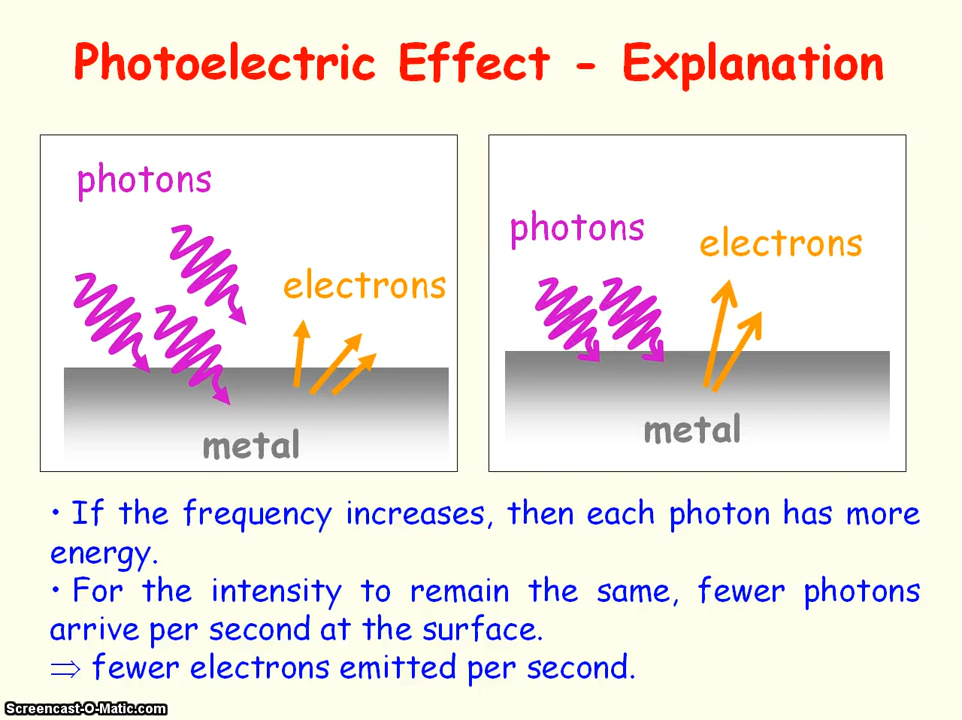 Photoelectric Effect - Explanation
photons
electrons
metal
photons
electrons
metal
• If the frequency increases, then each photon has more
energy.
• For the intensity to remain the same, fewer photons
arrive per second at the surface.
⇒ fewer electrons emitted per second.
Screencast-O-Matic.com